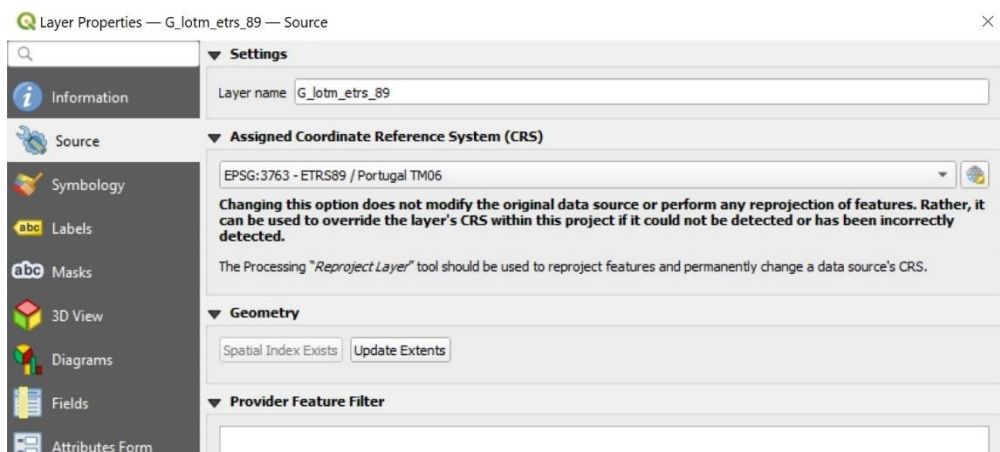 Layer Properties — G_lotm_etrs_89 — Source
Information
Source
Symbology
abc Labels
abc Masks
3D View
Diagrams
Fields
Attributes Form
Settings
Layer name G_lotm_etrs_89
Assigned Coordinate Reference System (CRS)
EPSG:3763 - ETRS89 / Portugal TM06
Changing this option does not modify the original data source or perform any reprojection of features. Rather, it
can be used to override the layer's CRS within this project if it could not be detected or has been incorrectly
detected.
The Processing "Reproject Layer" tool should be used to reproject features and permanently change a data source's CRS.
Geometry
Spatial Index Exists Update Extents
Provider Feature Filter